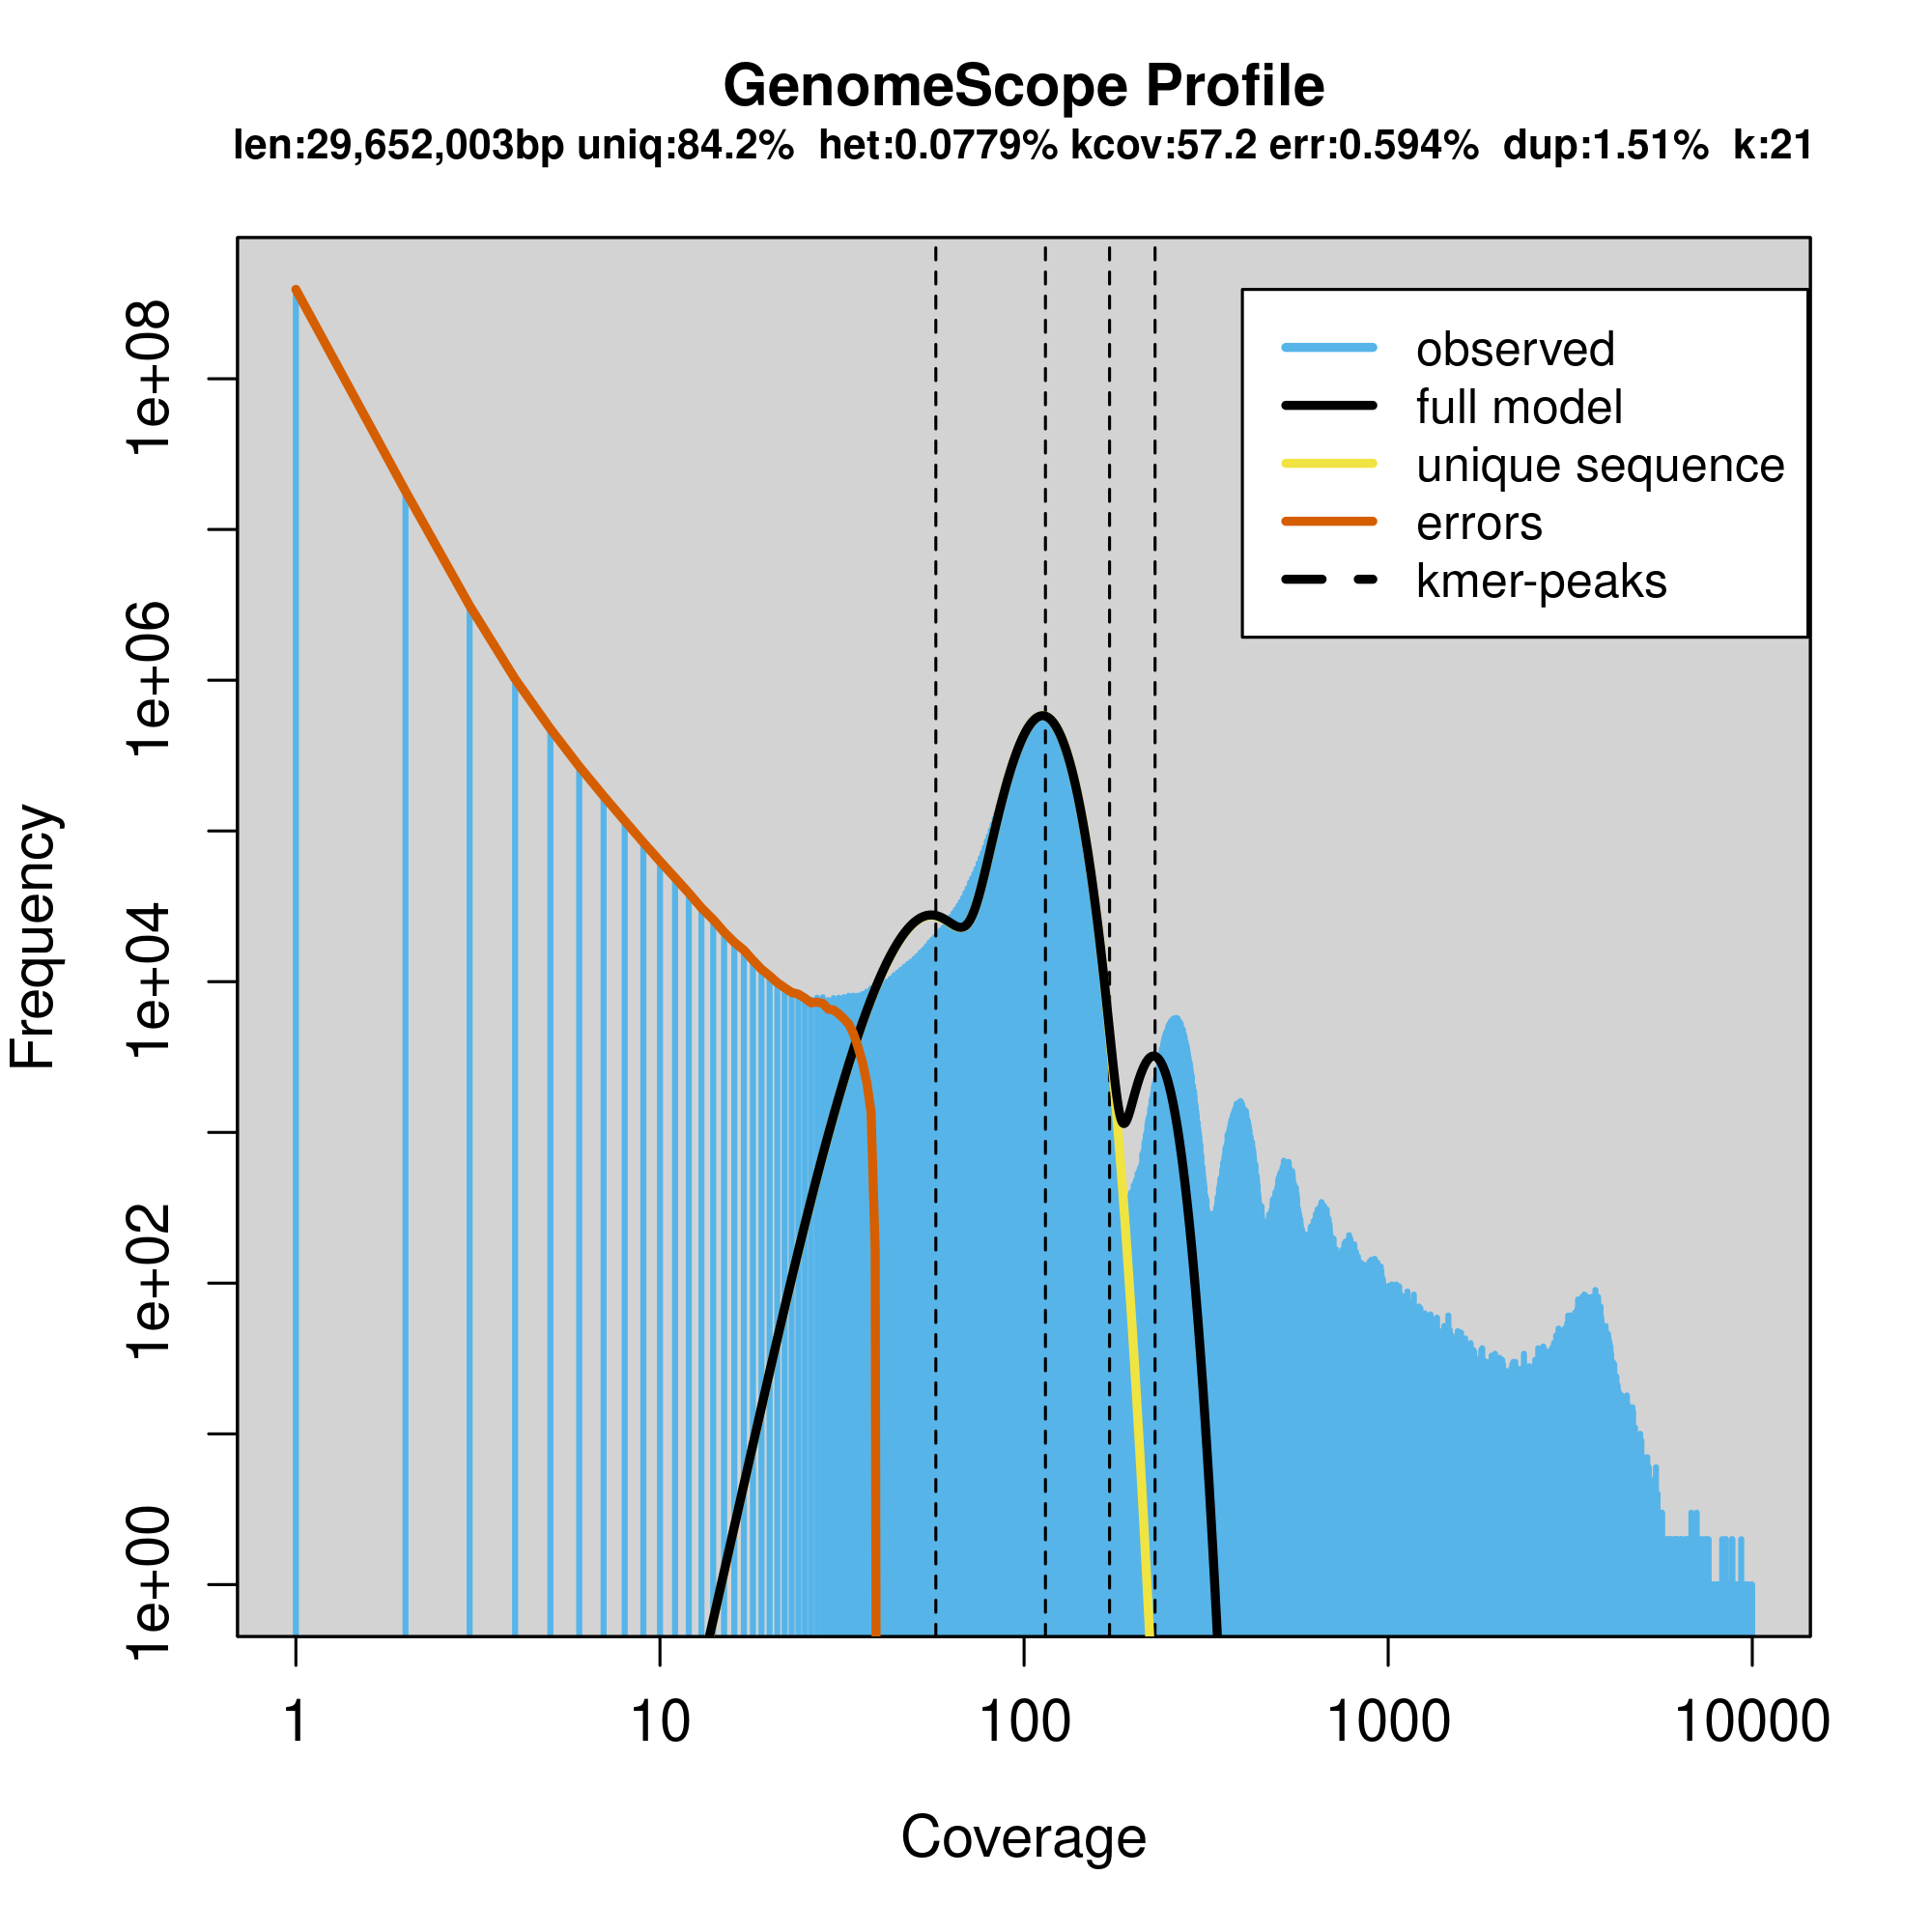 GenomeScope Profile
len:29,652,003bp uniq:84.2% het:0.0779% kcov:57.2 err:0.594% dup:1.51% k:21
observed
full model
unique sequence
errors
kmer-peaks
Frequency
1e+08
1e+06
1e+04
1e+02
1e+00
1 10 100 1000 10000
Coverage